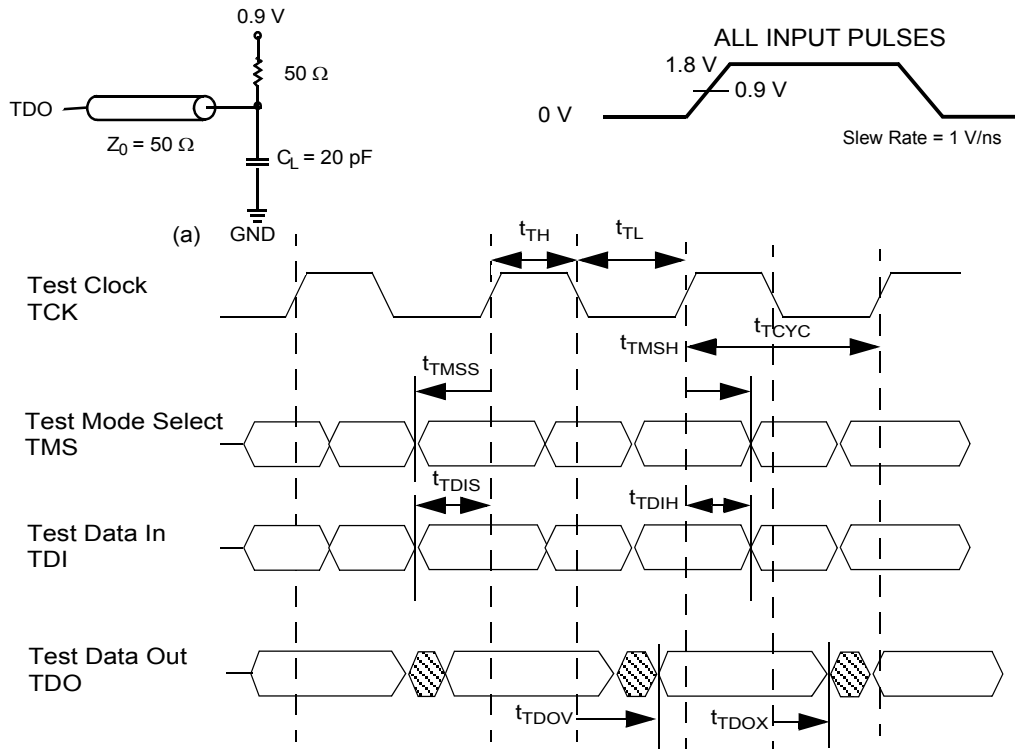 0.9 V
50 Ω
TDO
Z0 = 50 Ω
CL = 20 pF
GND
(a)
ALL INPUT PULSES
1.8 V
0.9 V
0 V
Slew Rate = 1 V/ns
tTH
tTL
Test Clock
TCK
tTCYC
tTMSH
tTMSS
Test Mode Select
TMS
tTDIS
tTDIH
Test Data In
TDI
Test Data Out
TDO
tTDOV
tTDOX